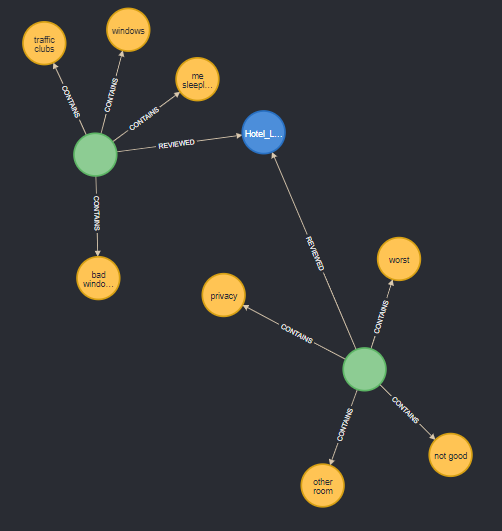 traffic
clubs
windows
me
sleepl...
CONTAINS
CONTAINS
CONTAINS
REVIEWED
Hotel_L...
CONTAINS
bad
windo...
REVIEWED
worst
privacy
CONTAINS
CONTAINS
CONTAINS
CONTAINS
not good
other
room